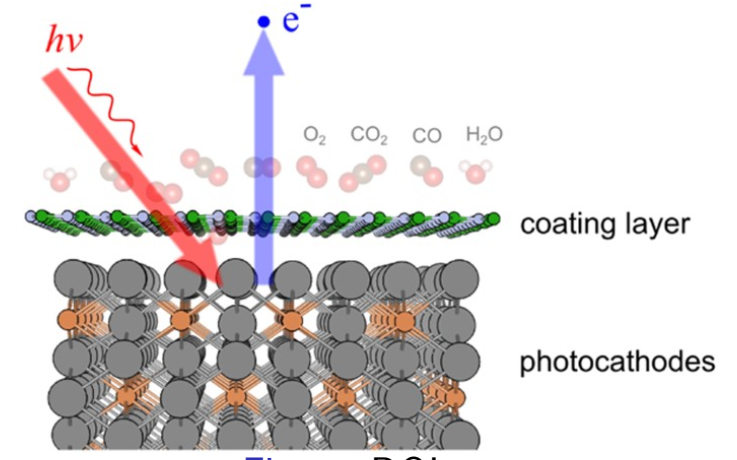 e⁻
hν
O₂ CO₂ CO H₂O
coating layer
photocathodes